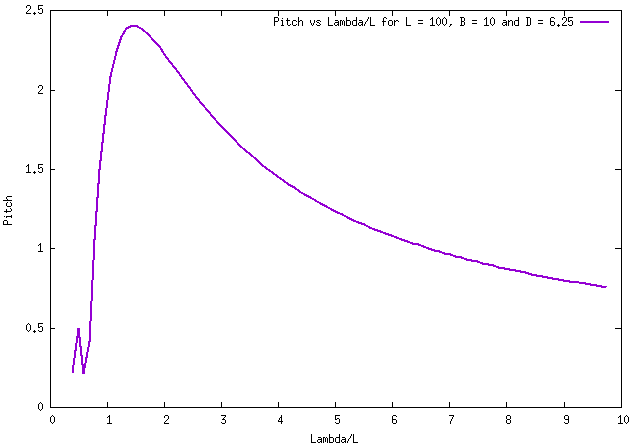 Pitch vs Lambda/L for L = 100, B = 10 and D = 6.25
2.5
2
1.5
1
0.5
0
Pitch
0 1 2 3 4 5 6 7 8 9 10
Lambda/L